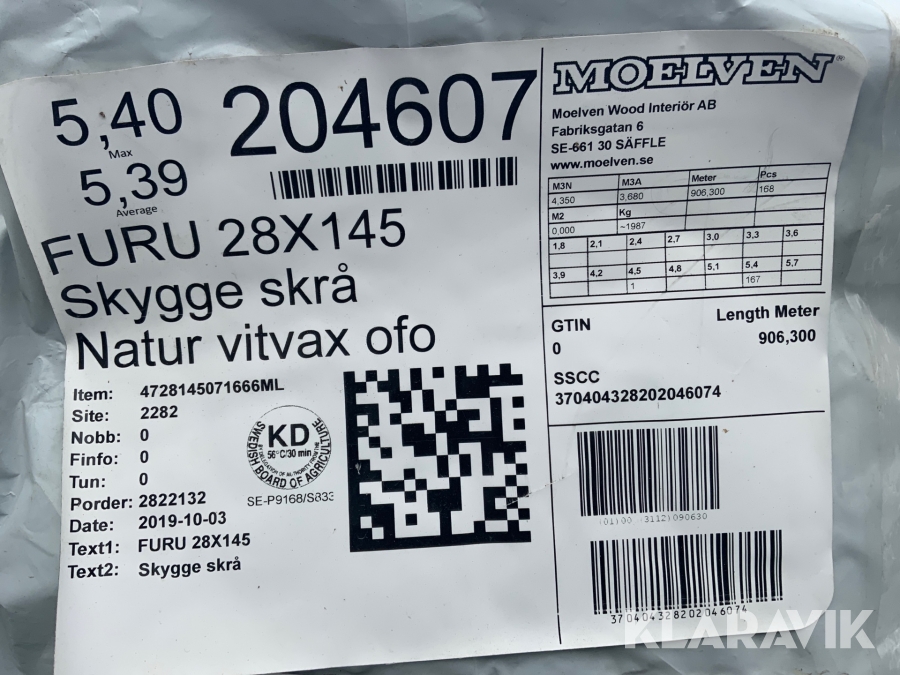 5,40
Max
204607
5,39
Average
FURU 28X145
Skygge skrå
Natur vitvax ofo
Item: 4728145071666ML
Site: 2282
Nobb: 0
Finfo: 0
Tun: 0
Porder: 2822132
Date: 2019-10-03
Text1: FURU 28X145
Text2: Skygge skrå
SWEDISH BOARD OF AGRICULTURE
KD
56°C/30 min
BY DELEGATION OF AUTHORITY FROM THE
SE-P9168/S833
MOELVEN®
Moelven Wood Interiör AB
Fabriksgatan 6
SE-661 30 SÄFFLE
www.moelven.se
M3N M3A Meter Pcs
4,350 3,680 906,300 168
M2 Kg
0,000 ~1987
1,8 2,1 2,4 2,7 3,0 3,3 3,6
3,9 4,2 4,5 4,8 5,1 5,4 5,7
1 167
GTIN Length Meter
0 906,300
SSCC
370404328202046074
(01)00 (3112)090630
370404328202046074
KLARAVIK